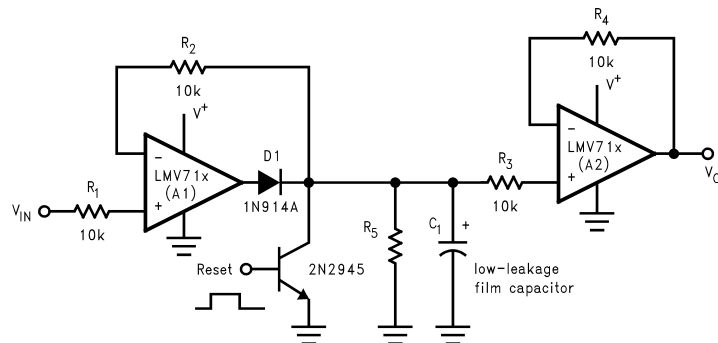 R4
R2
10k
10k
V+
V+
−
LMV71x
(A1)
+
D1
1N914A
R1
VIN
10k
−
LMV71x
(A2)
+
R3
10k
VO
R5
C1 +
Reset
2N2945
low-leakage
film capacitor